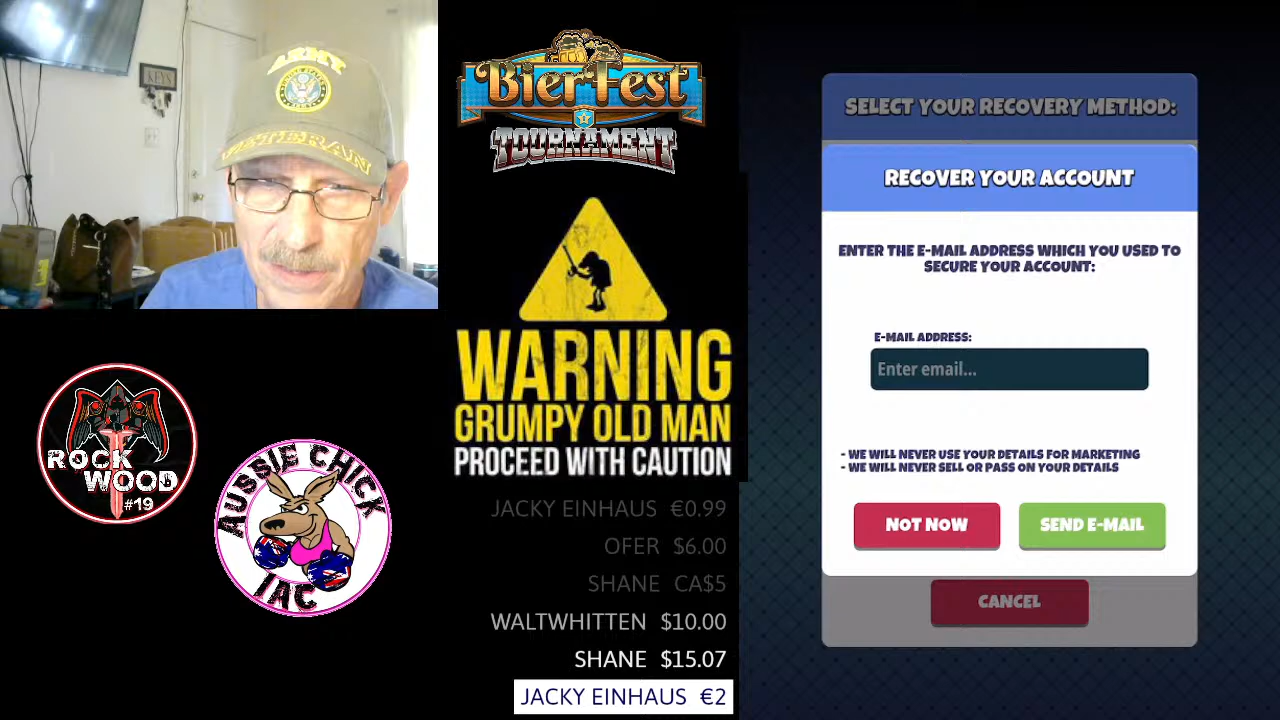 KEYS
ARMY
VETERAN
BierFest
TOURNAMENT
WARNING
GRUMPY OLD MAN
PROCEED WITH CAUTION
ROCK
WOOD
#19
AUSSIE CHICK
IAC
JACKY EINHAUS €0.99
OFER $6.00
SHANE CA$5
WALTWHITTEN $10.00
SHANE $15.07
JACKY EINHAUS €2
SELECT YOUR RECOVERY METHOD:
RECOVER YOUR ACCOUNT
ENTER THE E-MAIL ADDRESS WHICH YOU USED TO
SECURE YOUR ACCOUNT:
E-MAIL ADDRESS:
Enter email...
- WE WILL NEVER USE YOUR DETAILS FOR MARKETING
- WE WILL NEVER SELL OR PASS ON YOUR DETAILS
NOT NOW
SEND E-MAIL
CANCEL